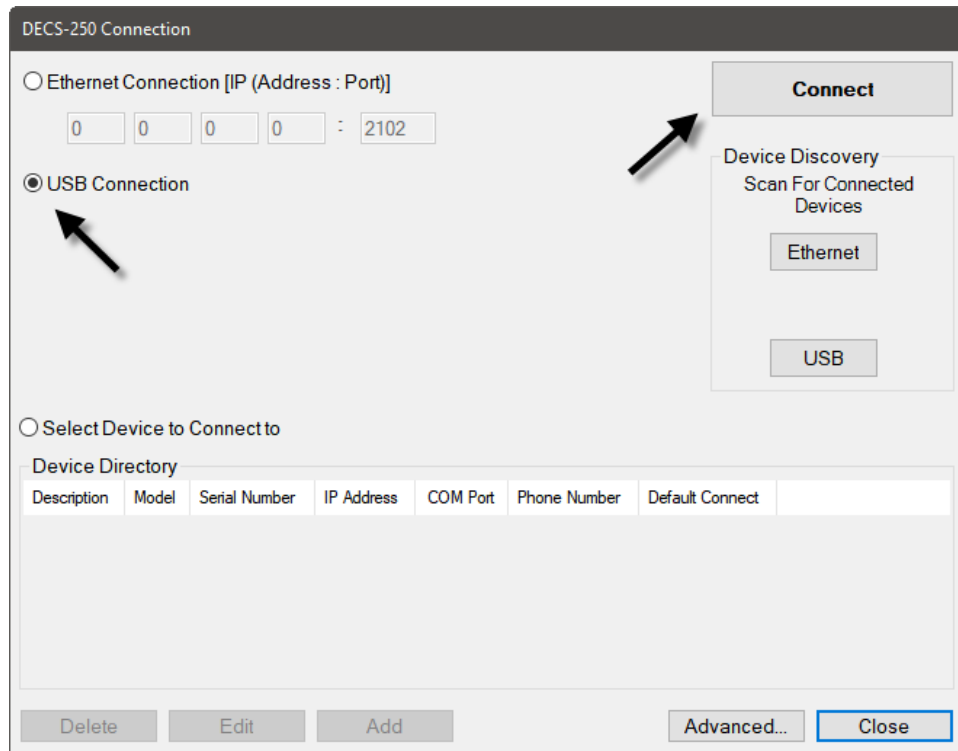 DECS-250 Connection
Ethernet Connection [IP (Address : Port)]
0 0 0 0 : 2102
USB Connection
Connect
Device Discovery
Scan For Connected
Devices
Ethernet
USB
Select Device to Connect to
Device Directory
Description Model Serial Number IP Address COM Port Phone Number Default Connect
Delete Edit Add Advanced... Close